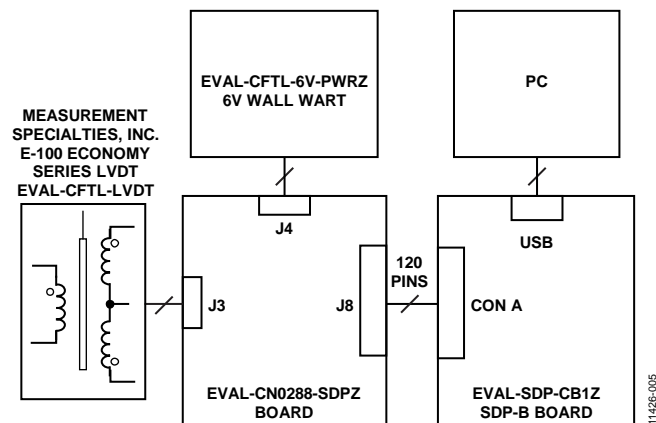 EVAL-CFTL-6V-PWRZ
6V WALL WART
PC
MEASUREMENT
SPECIALTIES, INC.
E-100 ECONOMY
SERIES LVDT
EVAL-CFTL-LVDT
J4
USB
J3
J8
120
PINS
CON A
EVAL-CN0288-SDPZ
BOARD
EVAL-SDP-CB1Z
SDP-B BOARD
11426-005